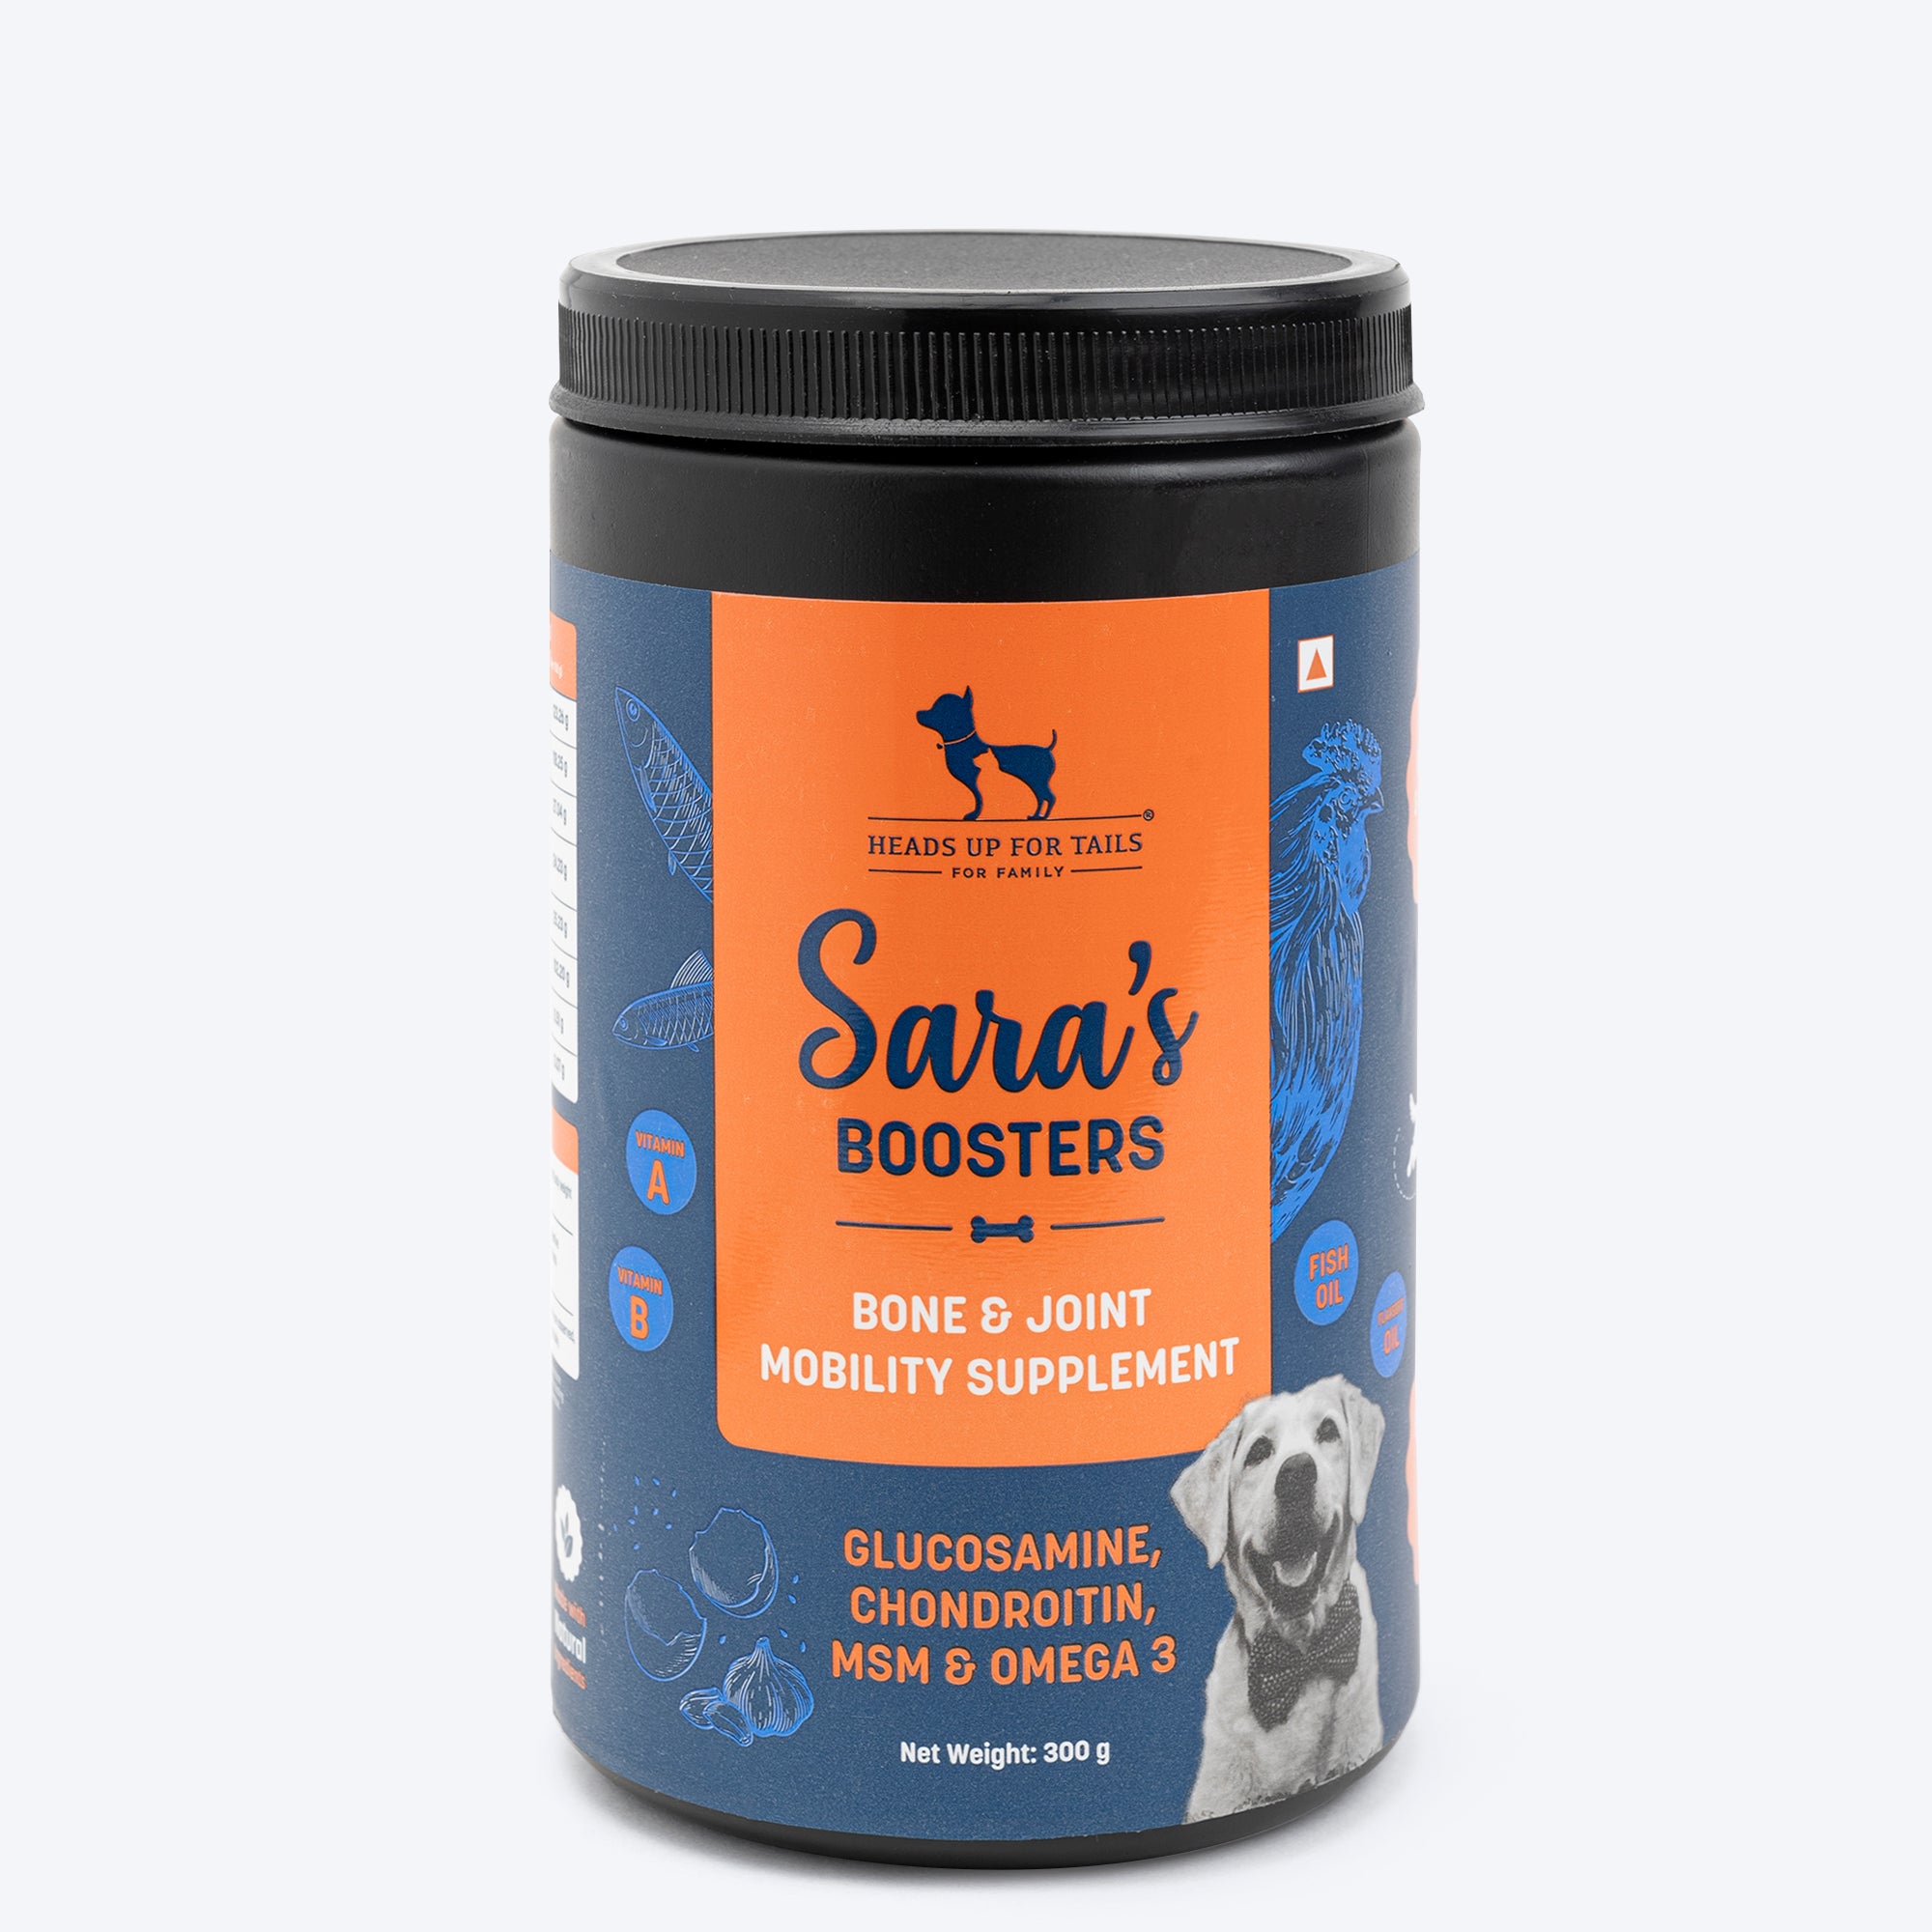 HEADS UP FOR TAILS ®
FOR FAMILY
Sara's
BOOSTERS
BONE & JOINT
MOBILITY SUPPLEMENT
GLUCOSAMINE,
CHONDROITIN,
MSM & OMEGA 3
Net Weight: 300 g
VITAMIN
A
VITAMIN
B
FISH
OIL
OIL